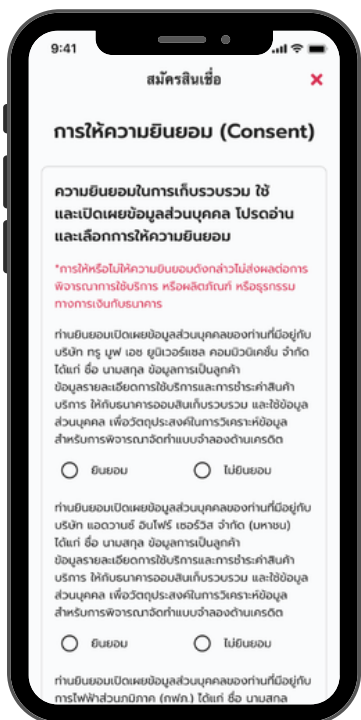 9:41
สมัครสินเชื่อ
การให้ความยินยอม (Consent)
ความยินยอมในการเก็บรวบรวม ใช้
และเปิดเผยข้อมูลส่วนบุคคล โปรดอ่าน
และเลือกการให้ความยินยอม
*การให้หรือไม่ให้ความยินยอมดังกล่าวไม่ส่งผลต่อการ
พิจารณาการใช้บริการ หรือผลิตภัณฑ์ หรือธุรกรรม
ทางการเงินกับธนาคาร
ท่านยินยอมเปิดเผยข้อมูลส่วนบุคคลของท่านที่มีอยู่กับ
บริษัท ทรู มูฟ เอช ยูนิเวอร์แซล คอมมิวนิเคชั่น จำกัด
ได้แก่ ชื่อ นามสกุล ข้อมูลการเป็นลูกค้า
ข้อมูลรายละเอียดการใช้บริการและการชำระค่าสินค้า
บริการ ให้กับธนาคารออมสินเก็บรวบรวม และใช้ข้อมูล
ส่วนบุคคล เพื่อวัตถุประสงค์ในการวิเคราะห์ข้อมูล
สำหรับการพิจารณาจัดทำแบบจำลองด้านเครดิต
ยินยอม ไม่ยินยอม
ท่านยินยอมเปิดเผยข้อมูลส่วนบุคคลของท่านที่มีอยู่กับ
บริษัท แอดวานซ์ อินโฟร์ เซอร์วิส จำกัด (มหาชน)
ได้แก่ ชื่อ นามสกุล ข้อมูลการเป็นลูกค้า
ข้อมูลรายละเอียดการใช้บริการและการชำระค่าสินค้า
บริการ ให้กับธนาคารออมสินเก็บรวบรวม และใช้ข้อมูล
ส่วนบุคคล เพื่อวัตถุประสงค์ในการวิเคราะห์ข้อมูล
สำหรับการพิจารณาจัดทำแบบจำลองด้านเครดิต
ยินยอม ไม่ยินยอม
ท่านยินยอมเปิดเผยข้อมูลส่วนบุคคลของท่านที่มีอยู่กับ
การไฟฟ้าส่วนภูมิภาค (กฟภ.) ได้แก่ ชื่อ นามสกุล